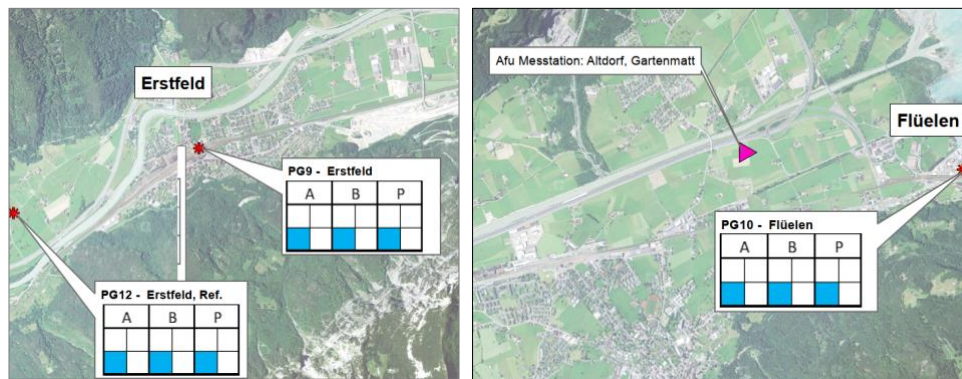 Erstfeld
PG9 - Erstfeld
A B P
PG12 - Erstfeld, Ref.
A B P
Afu Messtation: Altdorf, Gartenmatt
Flüelen
PG10 - Flüelen
A B P